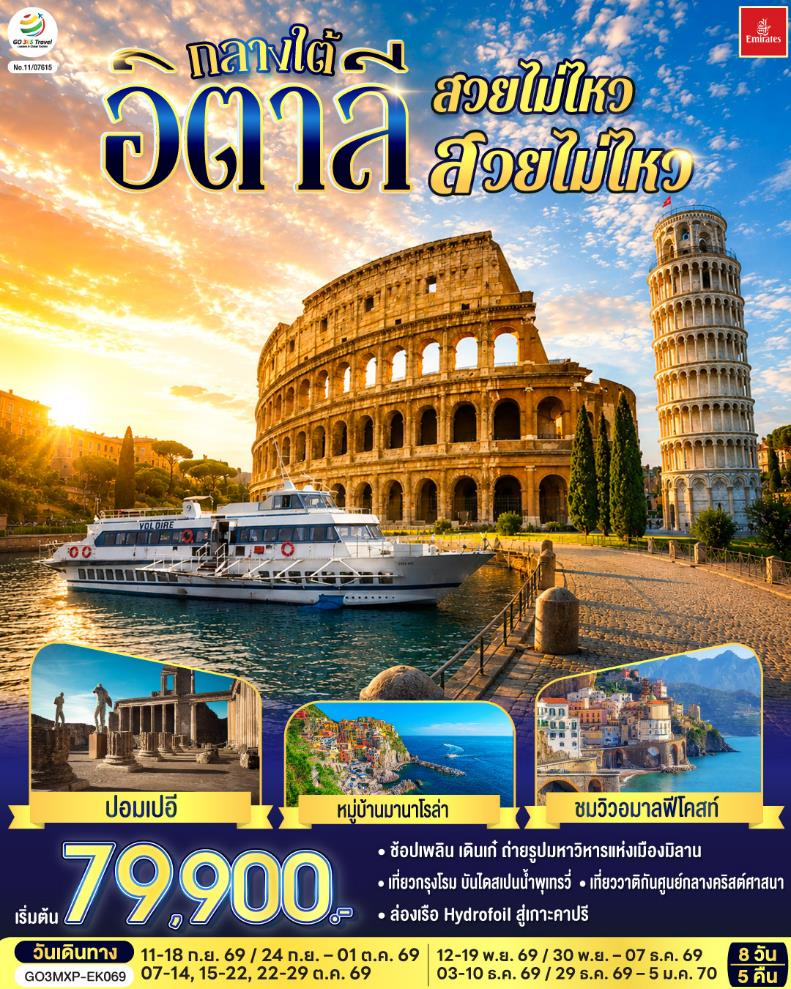 GO 365 Travel
No.11/07615
Emirates
กลางใต้
อิตาลี
สวยไม่ไหว
สวยไม่ไหว
VOLOIRE
ปอมเปอี
หมู่บ้านมานาโรล่า
ชมวิวอมาลฟีโคสท์
เริ่มต้น 79,900.-
• ช้อปเพลิน เดินเก๋ ถ่ายรูปมหาวิหารแห่งเมืองมิลาน
• เที่ยวกรุงโรม บันไดสเปนน้ำพุเทรวี่ • เที่ยววาติกันศูนย์กลางคริสต์ศาสนา
• ล่องเรือ Hydrofoil สู่เกาะคาปรี
วันเดินทาง
GO3MXP-EK069
11-18 ก.ย. 69 / 24 ก.ย. – 01 ต.ค. 69
07-14, 15-22, 22-29 ต.ค. 69
12-19 พ.ย. 69 / 30 พ.ย. – 07 ธ.ค. 69
03-10 ธ.ค. 69 / 29 ธ.ค. 69 – 5 ม.ค. 70
8 วัน
5 คืน